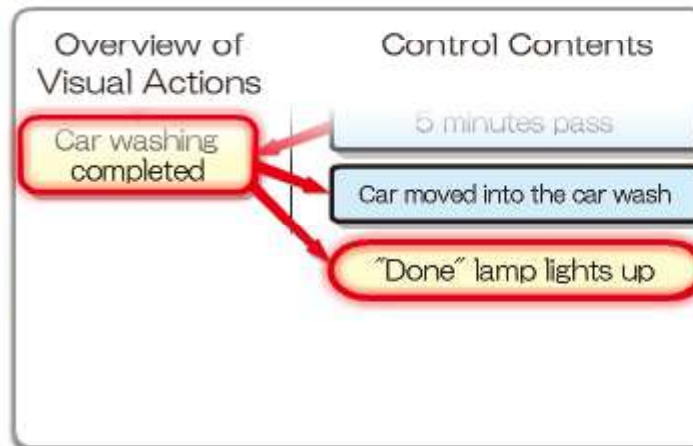 Overview of
Visual Actions
Control Contents
5 minutes pass
Car washing
completed
Car moved into the car wash
"Done" lamp lights up